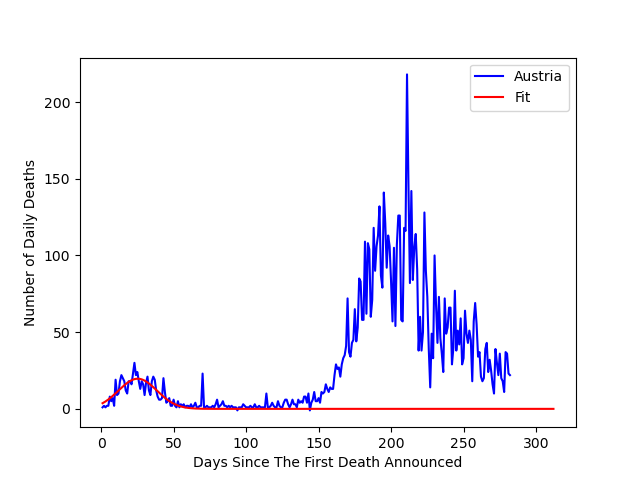 Austria
Fit
200
150
100
50
0
Number of Daily Deaths
0 50 100 150 200 250 300
Days Since The First Death Announced